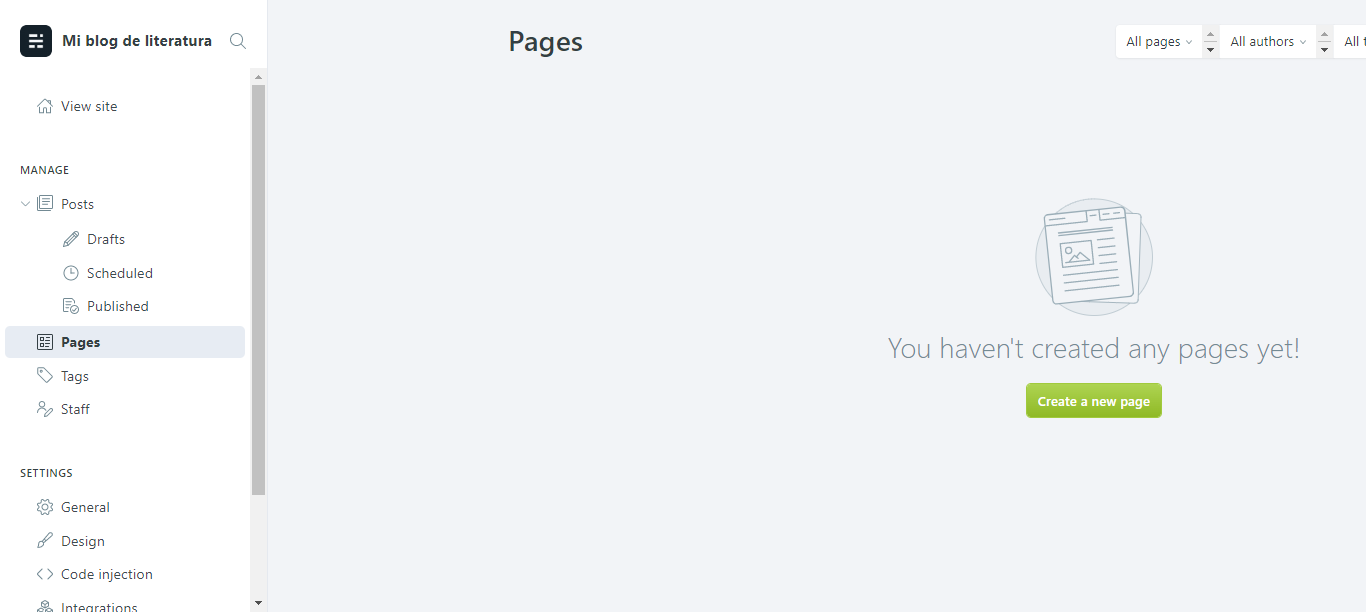 Mi blog de literatura
View site
MANAGE
Posts
Drafts
Scheduled
Published
Pages
Tags
Staff
SETTINGS
General
Design
Code injection
Integrations
Pages
All pages
All authors
All t
You haven't created any pages yet!
Create a new page